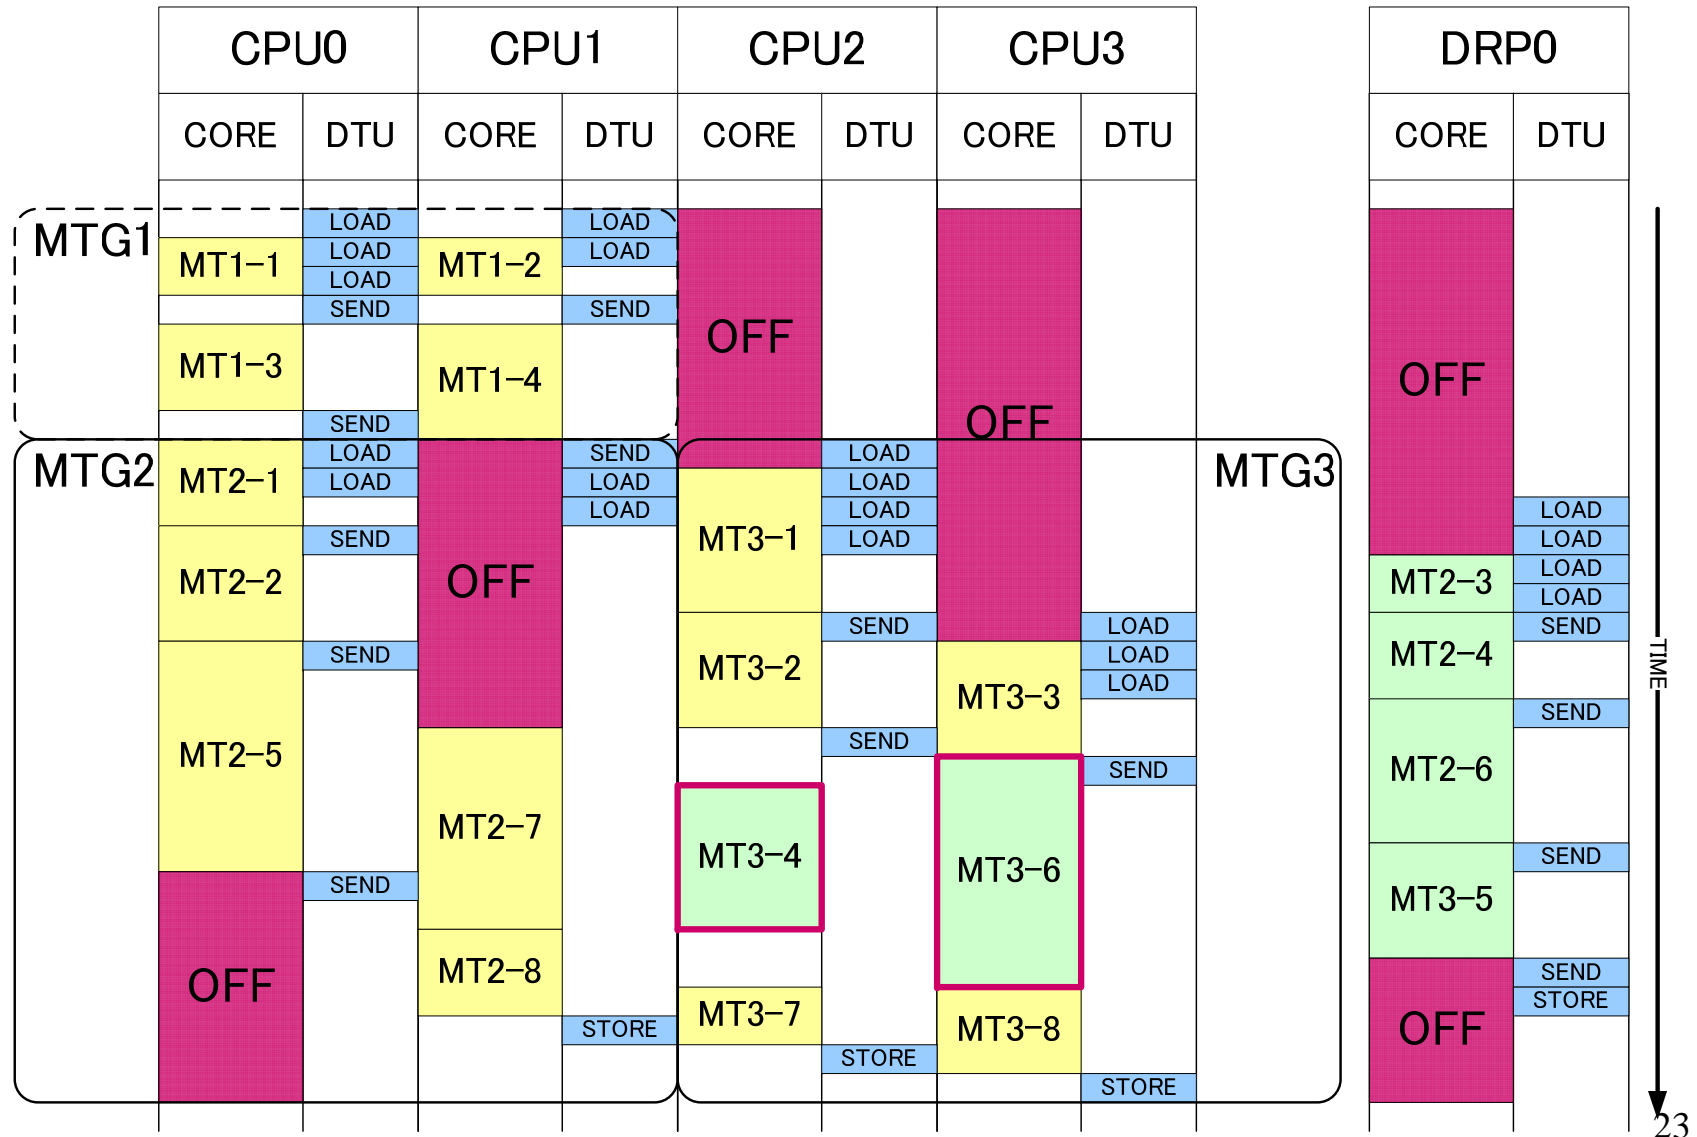 CPU0 CPU1 CPU2 CPU3 DRP0
CORE DTU CORE DTU CORE DTU CORE DTU CORE DTU
LOAD LOAD
MTG1
LOAD LOAD
MT1-1 MT1-2
LOAD
SEND SEND
OFF
MT1-3 MT1-4 OFF
OFF
SEND
LOAD SEND LOAD
MTG2 MTG3
MT2-1 LOAD LOAD LOAD
LOAD LOAD LOAD
SEND MT3-1 LOAD LOAD
MT2-2 OFF MT2-3 LOAD
LOAD
SEND LOAD SEND
SEND LOAD MT2-4
MT3-2 LOAD
TIME
MT3-3
SEND
SEND
MT2-5 SEND MT2-6
MT2-7
MT3-4 MT3-6 SEND
SEND MT3-5
MT2-8 SEND
OFF STORE
MT3-7
STORE MT3-8 OFF
STORE
STORE
23